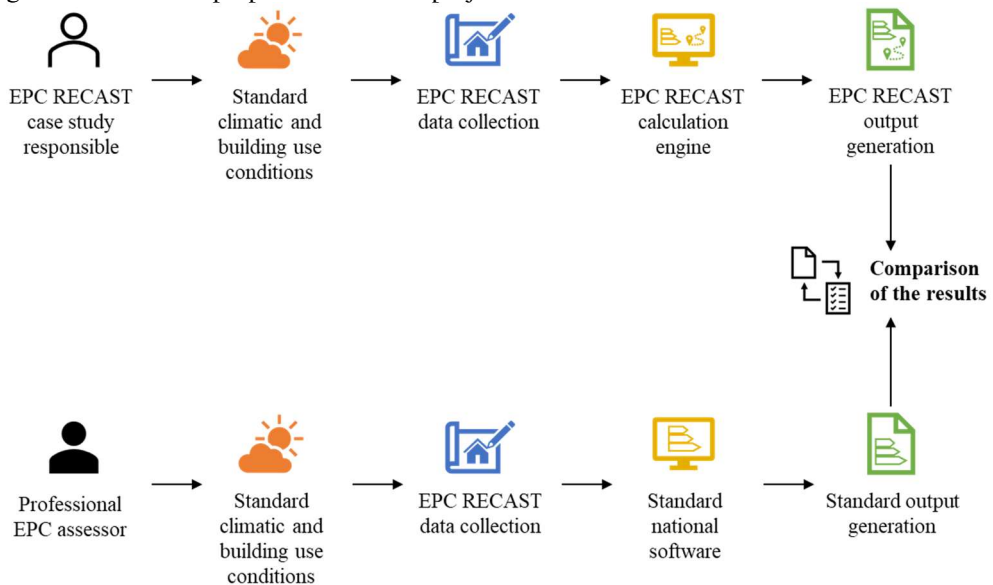 EPC RECAST
case study
responsible
Standard
climatic and
building use
conditions
EPC RECAST
data collection
EPC RECAST
calculation
engine
EPC RECAST
output
generation
Comparison
of the results
Professional
EPC assessor
Standard
climatic and
building use
conditions
EPC RECAST
data collection
Standard
national
software
Standard output
generation